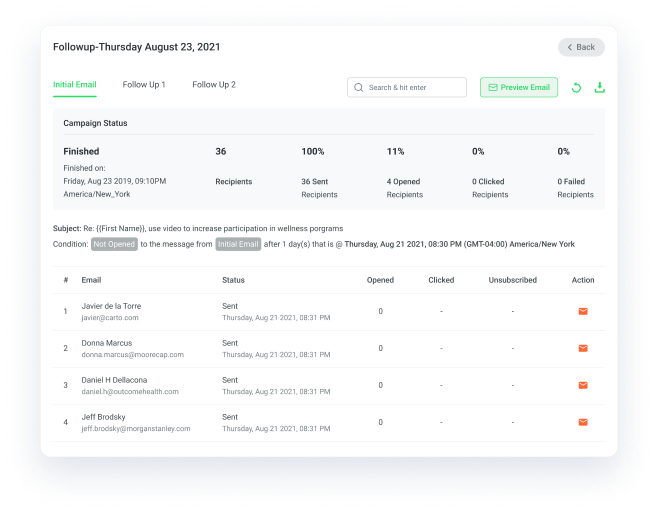 Followup-Thursday August 23, 2021
Back
Initial Email Follow Up 1 Follow Up 2
Search & hit enter
Preview Email
Campaign Status
Finished 36 100% 11% 0% 0%
Finished on:
Friday, Aug 23 2019, 09:10PM Recipients 36 Sent 4 Opened 0 Clicked 0 Failed
America/New_York Recipients Recipients Recipients Recipients
Subject: Re: {{First Name}}, use video to increase participation in wellness porgrams
Condition: Not Opened to the message from Initial Email after 1 day(s) that is @ Thursday, Aug 21 2021, 08:30 PM (GMT-04:00) America/New York
# Email Status Opened Clicked Unsubscribed Action
1 Javier de la Torre Sent 0 - -
javier@carto.com Thursday, Aug 21 2021, 08:31 PM
2 Donna Marcus Sent 0 - -
donna.marcus@moorecap.com Thursday, Aug 21 2021, 08:31 PM
3 Daniel H Dellacona Sent 0 - -
daniel.h@outcomehealth.com Thursday, Aug 21 2021, 08:31 PM
4 Jeff Brodsky Sent 0 - -
jeff.brodsky@morganstanley.com Thursday, Aug 21 2021, 08:31 PM